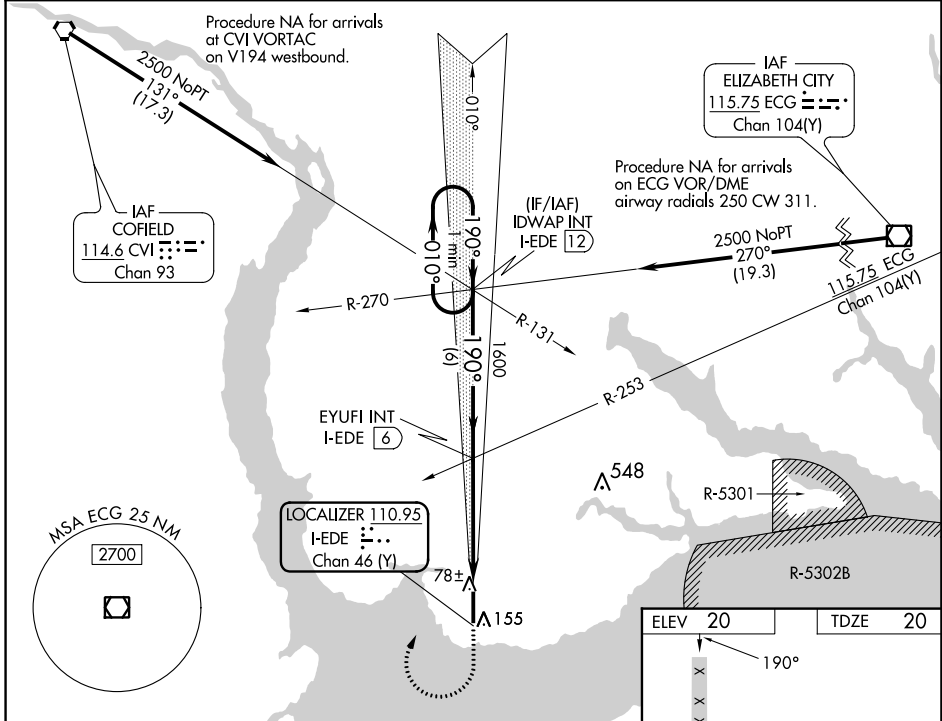 Procedure NA for arrivals
at CVI VORTAC
on V194 westbound.
2500 NoPT
131°
(17.3)
IAF
COFIELD
114.6 CVI
Chan 93
010°
190°
1 min
010°
(IF/IAF)
IDWAP INT
I-EDE 12
IAF
ELIZABETH CITY
115.75 ECG
Chan 104(Y)
Procedure NA for arrivals
on ECG VOR/DME
airway radials 250 CW 311.
2500 NoPT
270°
(19.3)
115.75 ECG
Chan 104(Y)
R-270
R-131
190°
(6)
1600
R-253
EYUFI INT
I-EDE 6
548
R-5301
R-5302B
LOCALIZER 110.95
I-EDE
Chan 46 (Y)
78±
155
MSA ECG 25 NM
2700
ELEV 20
TDZE 20
190°
X
X
X